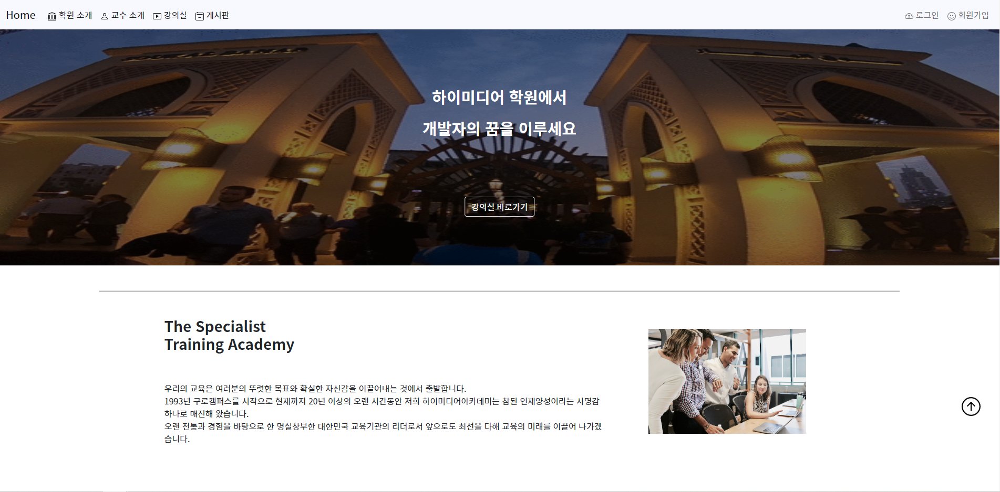 Home 학원 소개 교수 소개 강의실 게시판 로그인 회원가입
하이미디어 학원에서
개발자의 꿈을 이루세요
강의실 바로가기
The Specialist
Training Academy
우리의 교육은 여러분의 뚜렷한 목표와 확실한 자신감을 이끌어내는 것에서 출발합니다.
1993년 구로캠퍼스를 시작으로 현재까지 20년 이상의 오랜 시간동안 저희 하이미디어아카데미는 참된 인재양성이라는 사명감
하나로 매진해 왔습니다.
오랜 전통과 경험을 바탕으로 한 명실상부한 대한민국 교육기관의 리더로서 앞으로도 최선을 다해 교육의 미래를 이끌어 나가겠
습니다.